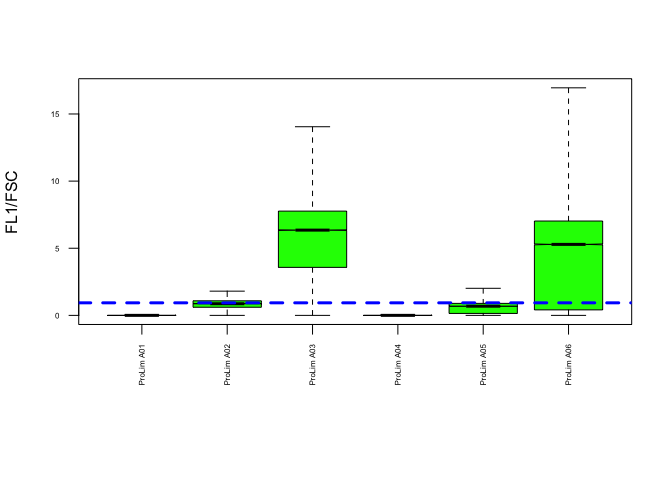 FL1/FSC
15
10
5
0
ProLim A01
ProLim A02
ProLim A03
ProLim A04
ProLim A05
ProLim A06